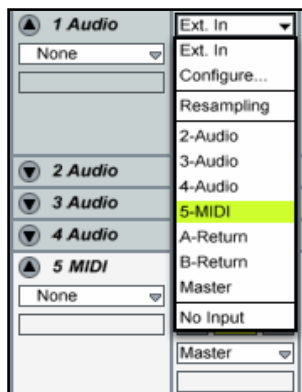 1 Audio
Ext. In
None
Ext. In
Configure...
Resampling
2-Audio
3-Audio
4-Audio
5-MIDI
A-Return
B-Return
Master
No Input
2 Audio
3 Audio
4 Audio
5 MIDI
None
Master